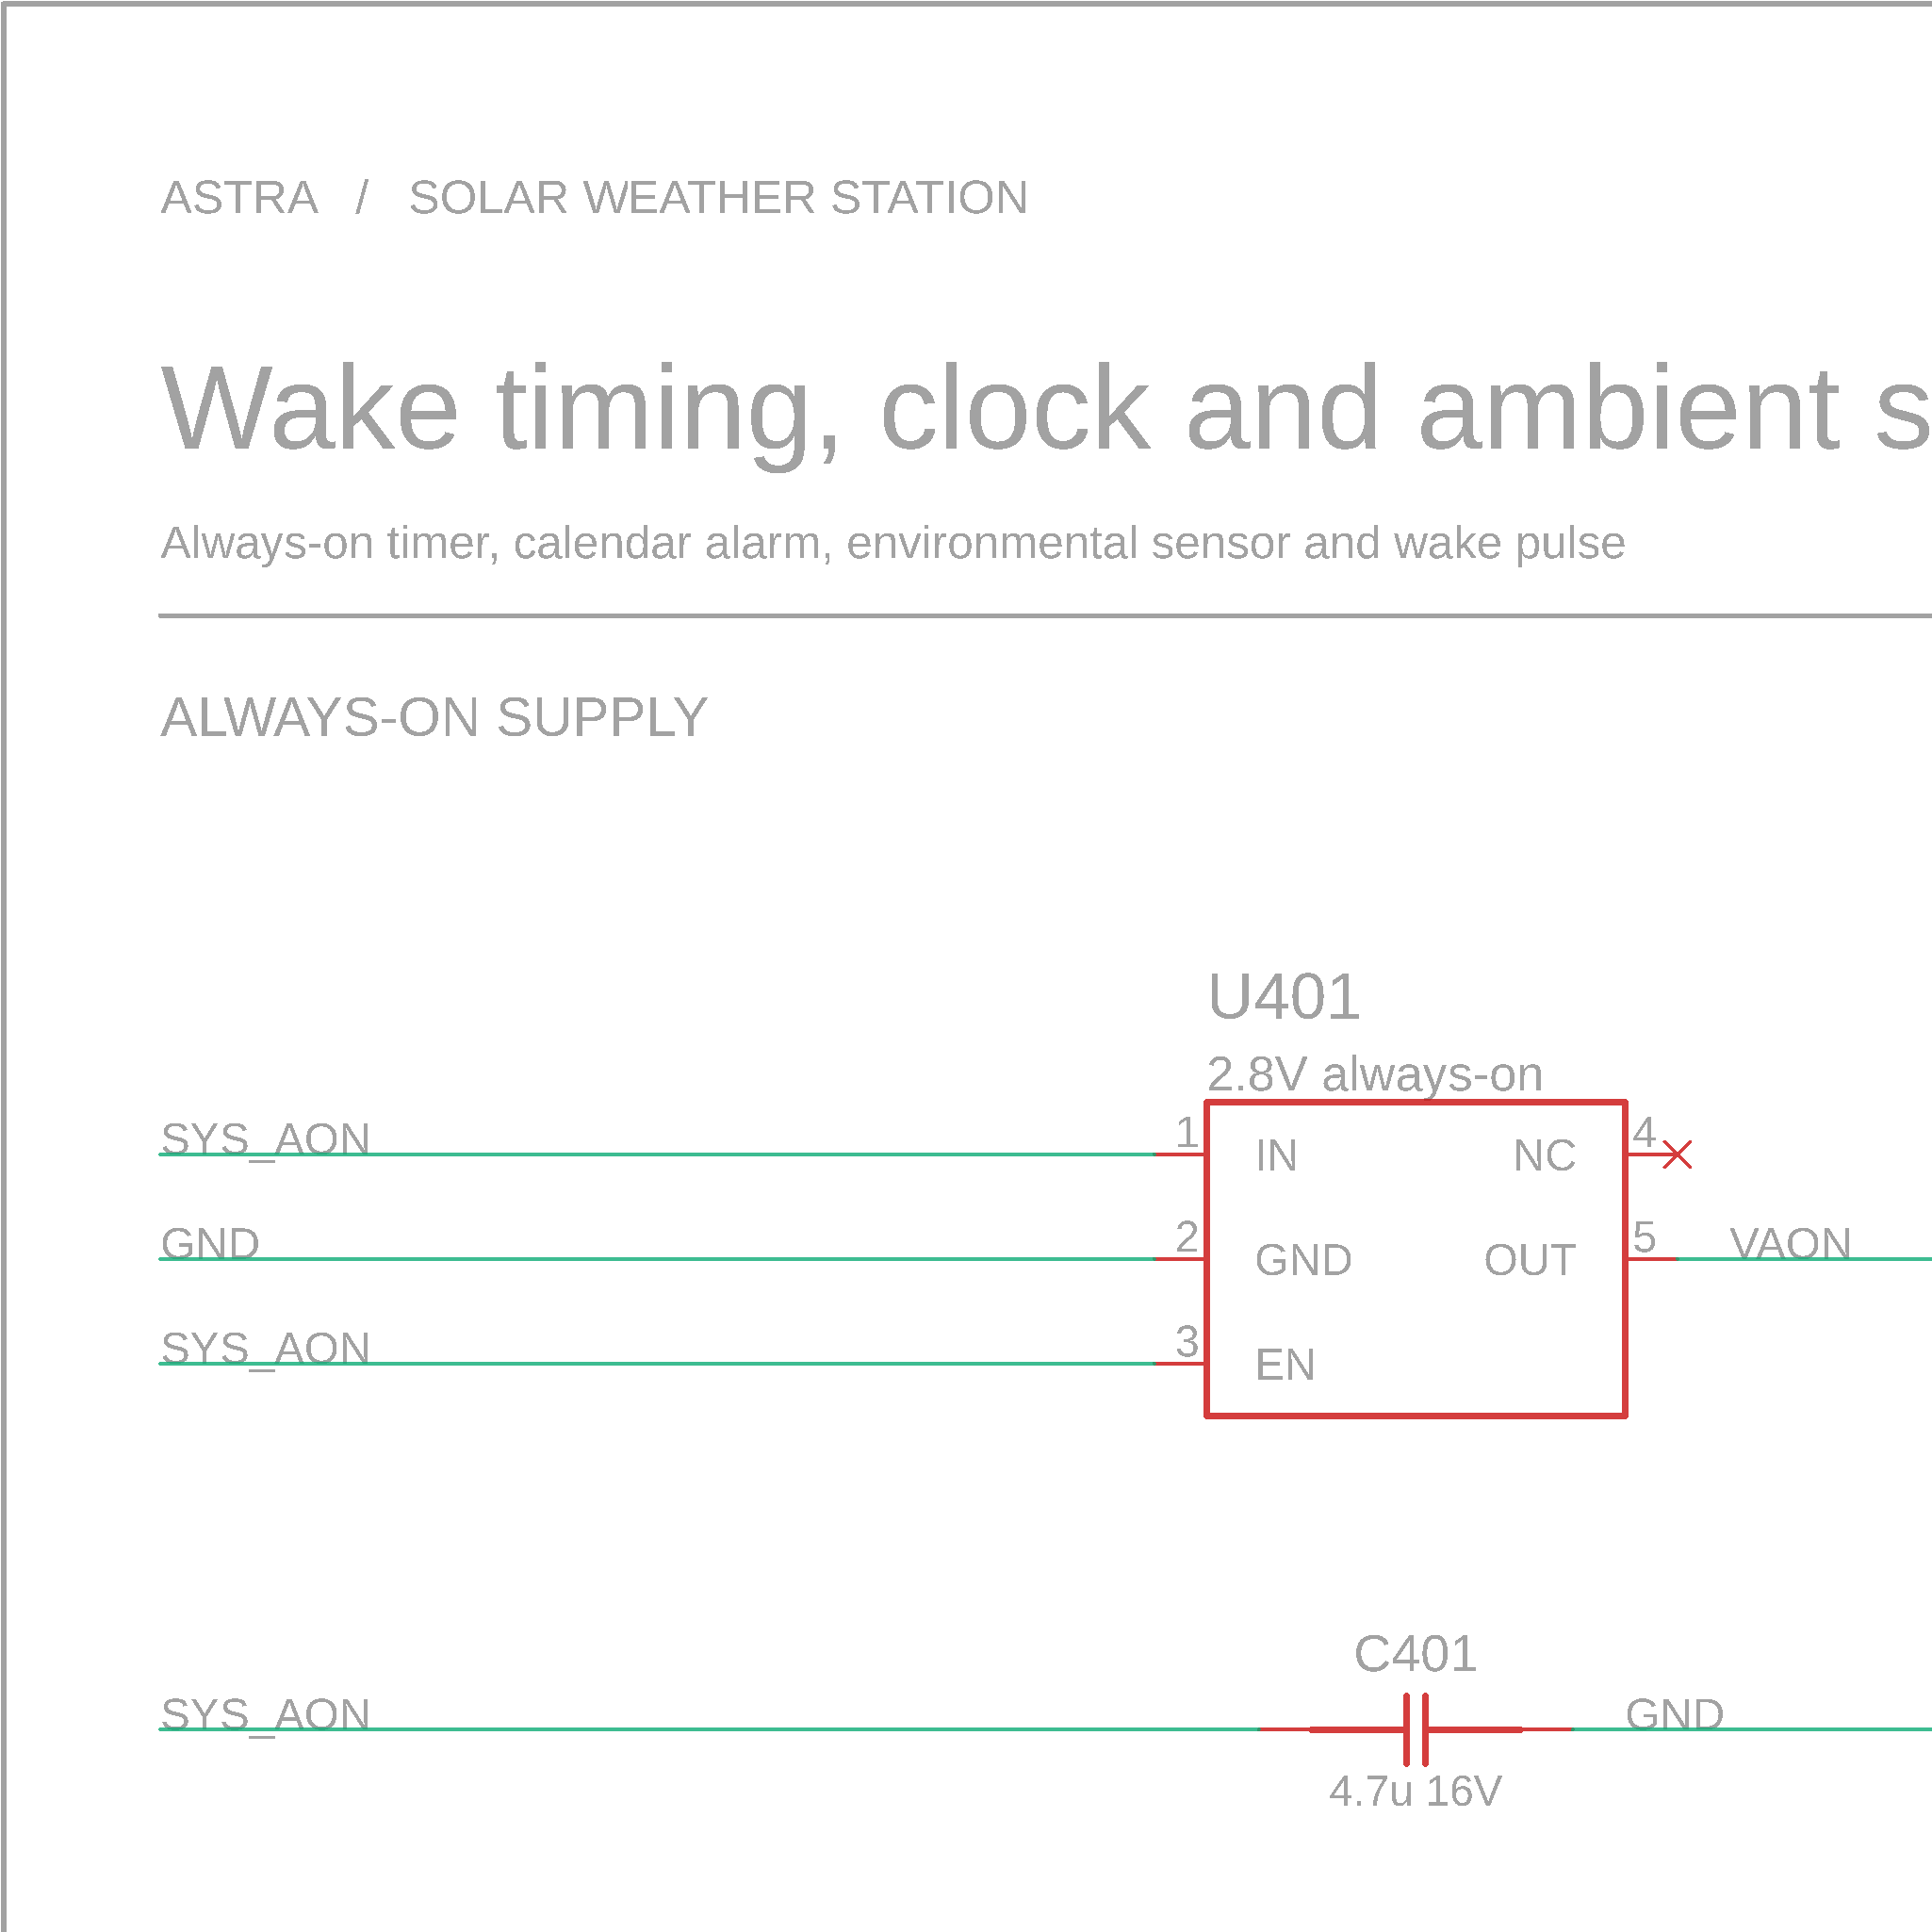 ASTRA / SOLAR WEATHER STATION
Wake timing, clock and ambient s
Always-on timer, calendar alarm, environmental sensor and wake pulse
ALWAYS-ON SUPPLY
U401
2.8V always-on
SYS_AON 1 IN NC 4
GND 2 GND OUT 5 VAON
SYS_AON 3 EN
C401
SYS_AON GND
4.7u 16V